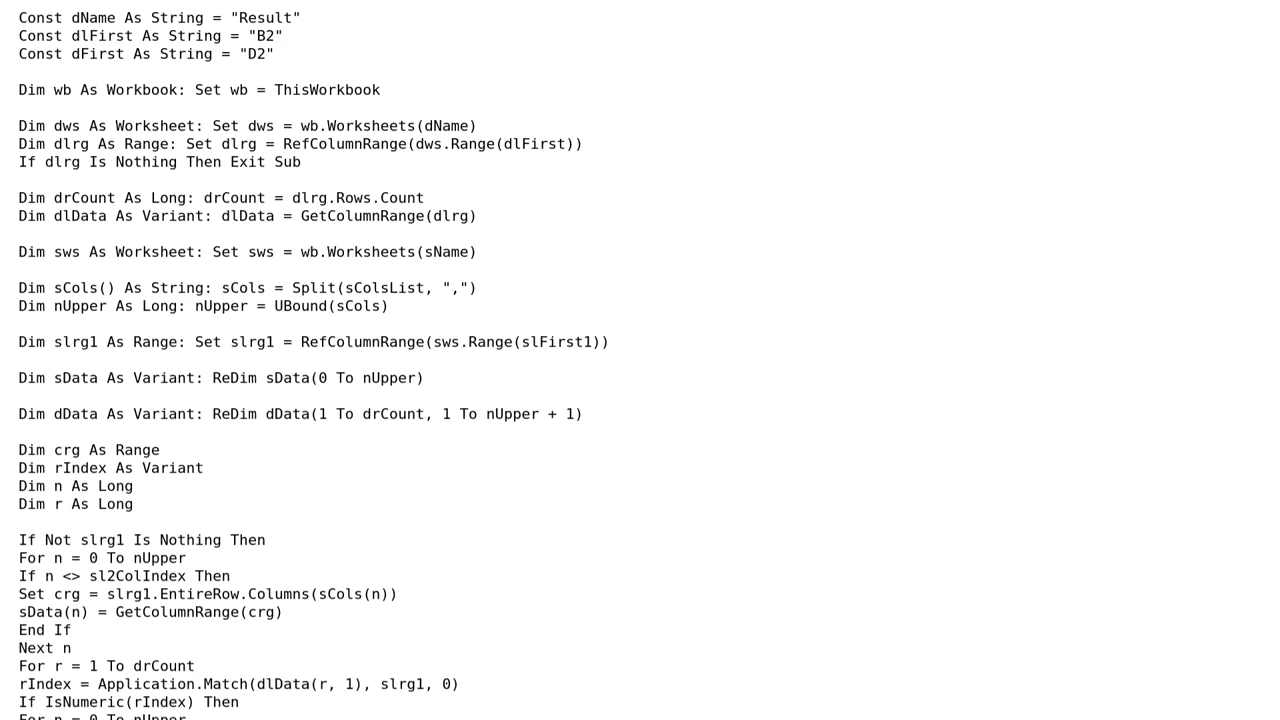 Const dName As String = "Result"
Const dlFirst As String = "B2"
Const dFirst As String = "D2"
Dim wb As Workbook: Set wb = ThisWorkbook
Dim dws As Worksheet: Set dws = wb.Worksheets(dName)
Dim dlrg As Range: Set dlrg = RefColumnRange(dws.Range(dlFirst))
If dlrg Is Nothing Then Exit Sub
Dim drCount As Long: drCount = dlrg.Rows.Count
Dim dlData As Variant: dlData = GetColumnRange(dlrg)
Dim sws As Worksheet: Set sws = wb.Worksheets(sName)
Dim sCols() As String: sCols = Split(sColsList, ",")
Dim nUpper As Long: nUpper = UBound(sCols)
Dim slrg1 As Range: Set slrg1 = RefColumnRange(sws.Range(slFirst1))
Dim sData As Variant: ReDim sData(0 To nUpper)
Dim dData As Variant: ReDim dData(1 To drCount, 1 To nUpper + 1)
Dim crg As Range
Dim rIndex As Variant
Dim n As Long
Dim r As Long
If Not slrg1 Is Nothing Then
For n = 0 To nUpper
If n <> sl2ColIndex Then
Set crg = slrg1.EntireRow.Columns(sCols(n))
sData(n) = GetColumnRange(crg)
End If
Next n
For r = 1 To drCount
rIndex = Application.Match(dlData(r, 1), slrg1, 0)
If IsNumeric(rIndex) Then
For n = 0 To nUpper